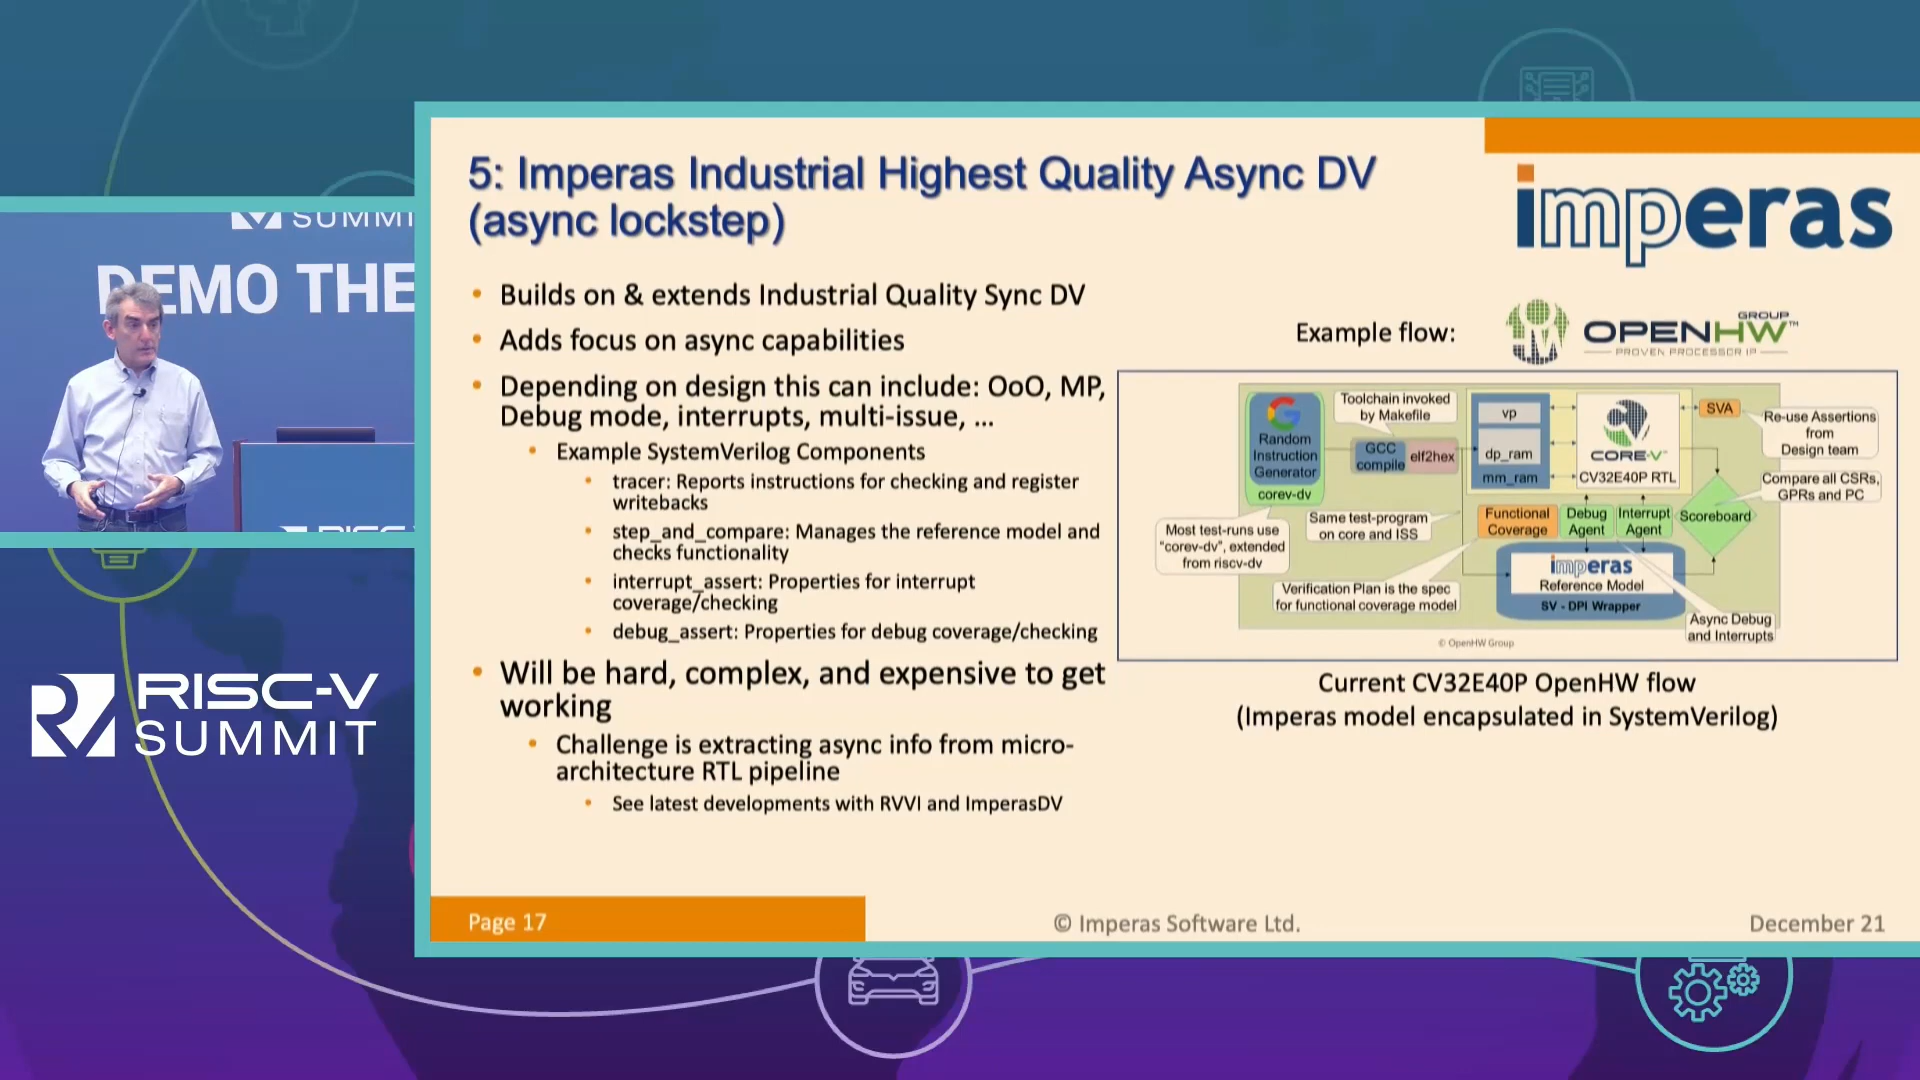 SUMMI
DEMO THE
RISC-V
SUMMIT
5: Imperas Industrial Highest Quality Async DV
(async lockstep)
imperas
• Builds on & extends Industrial Quality Sync DV
• Adds focus on async capabilities
• Depending on design this can include: OoO, MP,
Debug mode, interrupts, multi-issue, ...
• Example SystemVerilog Components
• tracer: Reports instructions for checking and register
writebacks
• step_and_compare: Manages the reference model and
checks functionality
• interrupt_assert: Properties for interrupt
coverage/checking
• debug_assert: Properties for debug coverage/checking
• Will be hard, complex, and expensive to get
working
• Challenge is extracting async info from micro-
architecture RTL pipeline
• See latest developments with RVVI and ImperasDV
Example flow:
OPENHW GROUP™
PROVEN PROCESSOR IP
Random
Instruction
Generator
corev-dv
Toolchain invoked
by Makefile
GCC
compile
elf2hex
vp
dp_ram
mm_ram
CORE-V™
CV32E40P RTL
SVA
Re-use Assertions
from
Design team
Compare all CSRs,
GPRs and PC
Most test-runs use
"corev-dv", extended
from riscv-dv
Same test-program
on core and ISS
Functional
Coverage
Debug
Agent
Interrupt
Agent
Scoreboard
Verification Plan is the spec
for functional coverage model
imperas
Reference Model
SV - DPI Wrapper
Async Debug
and Interrupts
© OpenHW Group
Current CV32E40P OpenHW flow
(Imperas model encapsulated in SystemVerilog)
Page 17
© Imperas Software Ltd.
December 21